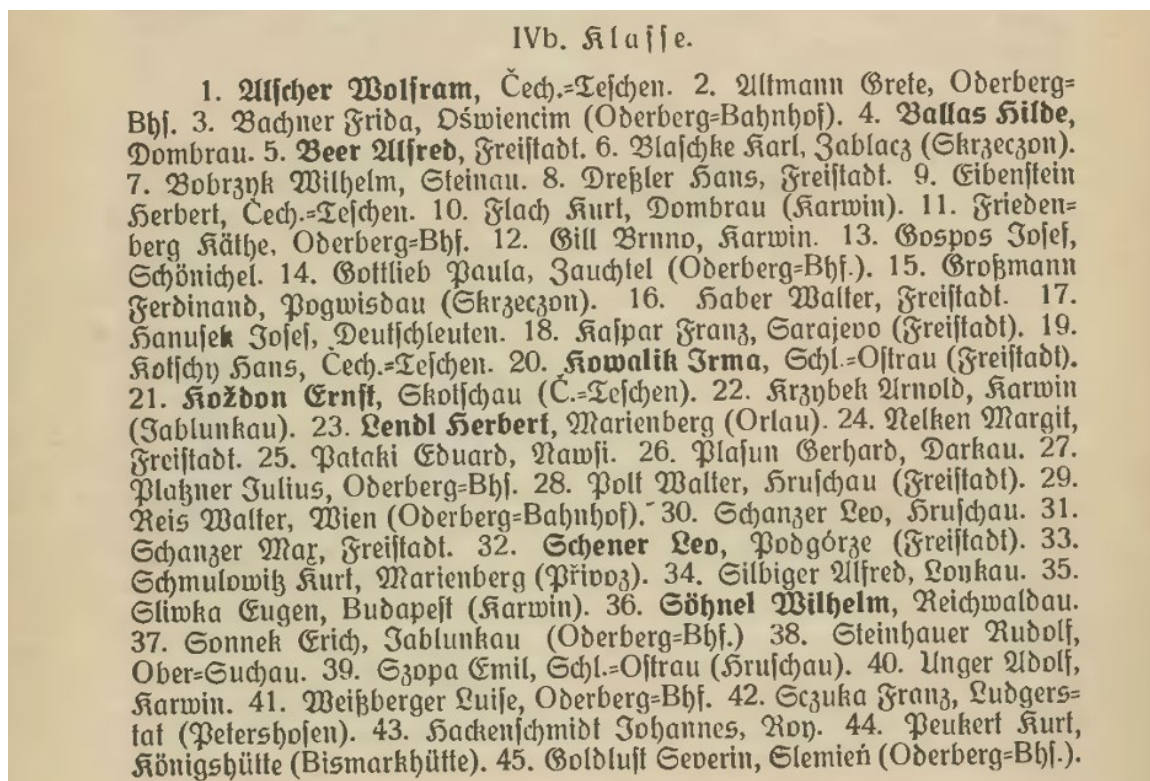 IVb. Klasse.
1. Alscher Wolfram, Čech.-Teschen. 2. Altmann Grete, Oderberg-
Bhf. 3. Bachner Frida, Oświencim (Oderberg-Bahnhof). 4. Ballas Hilde,
Dombrau. 5. Beer Alfred, Freistadt. 6. Blaschke Karl, Zablacz (Skrzeczon).
7. Bobrzyk Wilhelm, Steinau. 8. Dreßler Hans, Freistadt. 9. Eibenstein
Herbert, Čech.-Teschen. 10. Flach Kurt, Dombrau (Karwin). 11. Frieden-
berg Käthe, Oderberg-Bhf. 12. Gill Bruno, Karwin. 13. Gospos Josef,
Schönichel. 14. Gottlieb Paula, Zauchtel (Oderberg-Bhf.). 15. Großmann
Ferdinand, Pogwisdau (Skrzeczon). 16. Haber Walter, Freistadt. 17.
Hanusek Josef, Deutschleuten. 18. Kaspar Franz, Sarajevo (Freistadt). 19.
Kotschy Hans, Čech.-Teschen. 20. Kowalik Irma, Schl.-Ostrau (Freistadt).
21. Koždon Ernst, Skotschau (Č.-Teschen). 22. Krzybek Arnold, Karwin
(Jablunkau). 23. Lendl Herbert, Marienberg (Orlau). 24. Nelken Margit,
Freistadt. 25. Pataki Eduard, Nawsi. 26. Plasun Gerhard, Darkau. 27.
Platzner Julius, Oderberg-Bhf. 28. Polt Walter, Hruschau (Freistadt). 29.
Reis Walter, Wien (Oderberg-Bahnhof). 30. Schanzer Leo, Hruschau. 31.
Schanzer Max, Freistadt. 32. Schener Leo, Podgórze (Freistadt). 33.
Schmulowitz Kurt, Marienberg (Přivoz). 34. Silbiger Alfred, Lonkau. 35.
Sliwka Eugen, Budapest (Karwin). 36. Söhnel Wilhelm, Reichwaldau.
37. Sonnek Erich, Jablunkau (Oderberg-Bhf.) 38. Steinhauer Rudolf,
Ober-Suchau. 39. Szopa Emil, Schl.-Ostrau (Hruschau). 40. Unger Adolf,
Karwin. 41. Weißberger Luise, Oderberg-Bhf. 42. Sczuka Franz, Ludgers-
tat (Petershofen). 43. Hackenschmidt Johannes, Roy. 44. Peukert Kurt,
Königshütte (Bismarkhütte). 45. Goldlust Severin, Slemień (Oderberg-Bhf.).